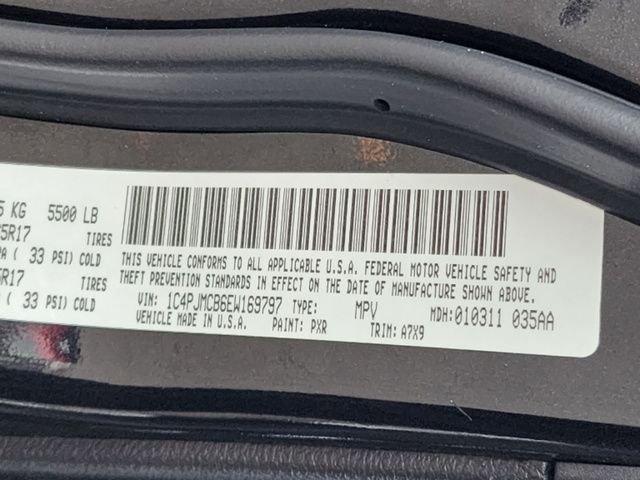 5 KG 5500 LB
5R17 TIRES
A ( 33 PSI) COLD
5R17 TIRES
( 33 PSI) COLD
THIS VEHICLE CONFORMS TO ALL APPLICABLE U.S.A. FEDERAL MOTOR VEHICLE SAFETY AND
THEFT PREVENTION STANDARDS IN EFFECT ON THE DATE OF MANUFACTURE SHOWN ABOVE.
VIN: 1C4PJMCB6EW169797 TYPE: MPV MDH:010311 035AA
VEHICLE MADE IN U.S.A. PAINT: PXR TRIM: A7X9